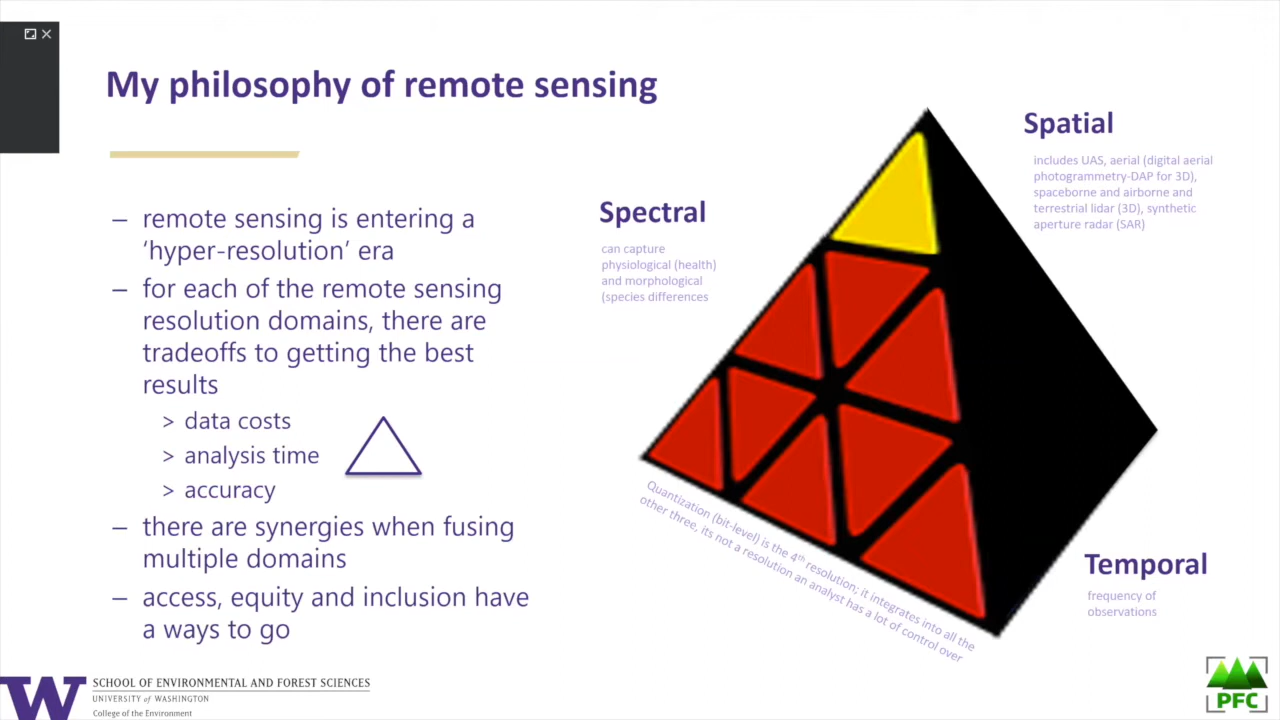 My philosophy of remote sensing
– remote sensing is entering a
‘hyper-resolution’ era
– for each of the remote sensing
resolution domains, there are
tradeoffs to getting the best
results
> data costs
> analysis time
> accuracy
– there are synergies when fusing
multiple domains
– access, equity and inclusion have
a ways to go
Spectral
can capture
physiological (health)
and morphological
(species differences
Spatial
includes UAS, aerial (digital aerial
photogrammetry-DAP for 3D),
spaceborne and airborne and
terrestrial lidar (3D), synthetic
aperture radar (SAR)
Quantization (bit-level) is the 4th resolution; it integrates into all the
other three, its not a resolution an analyst has a lot of control over
Temporal
frequency of
observations
W
SCHOOL OF ENVIRONMENTAL AND FOREST SCIENCES
UNIVERSITY of WASHINGTON
College of the Environment
PFC